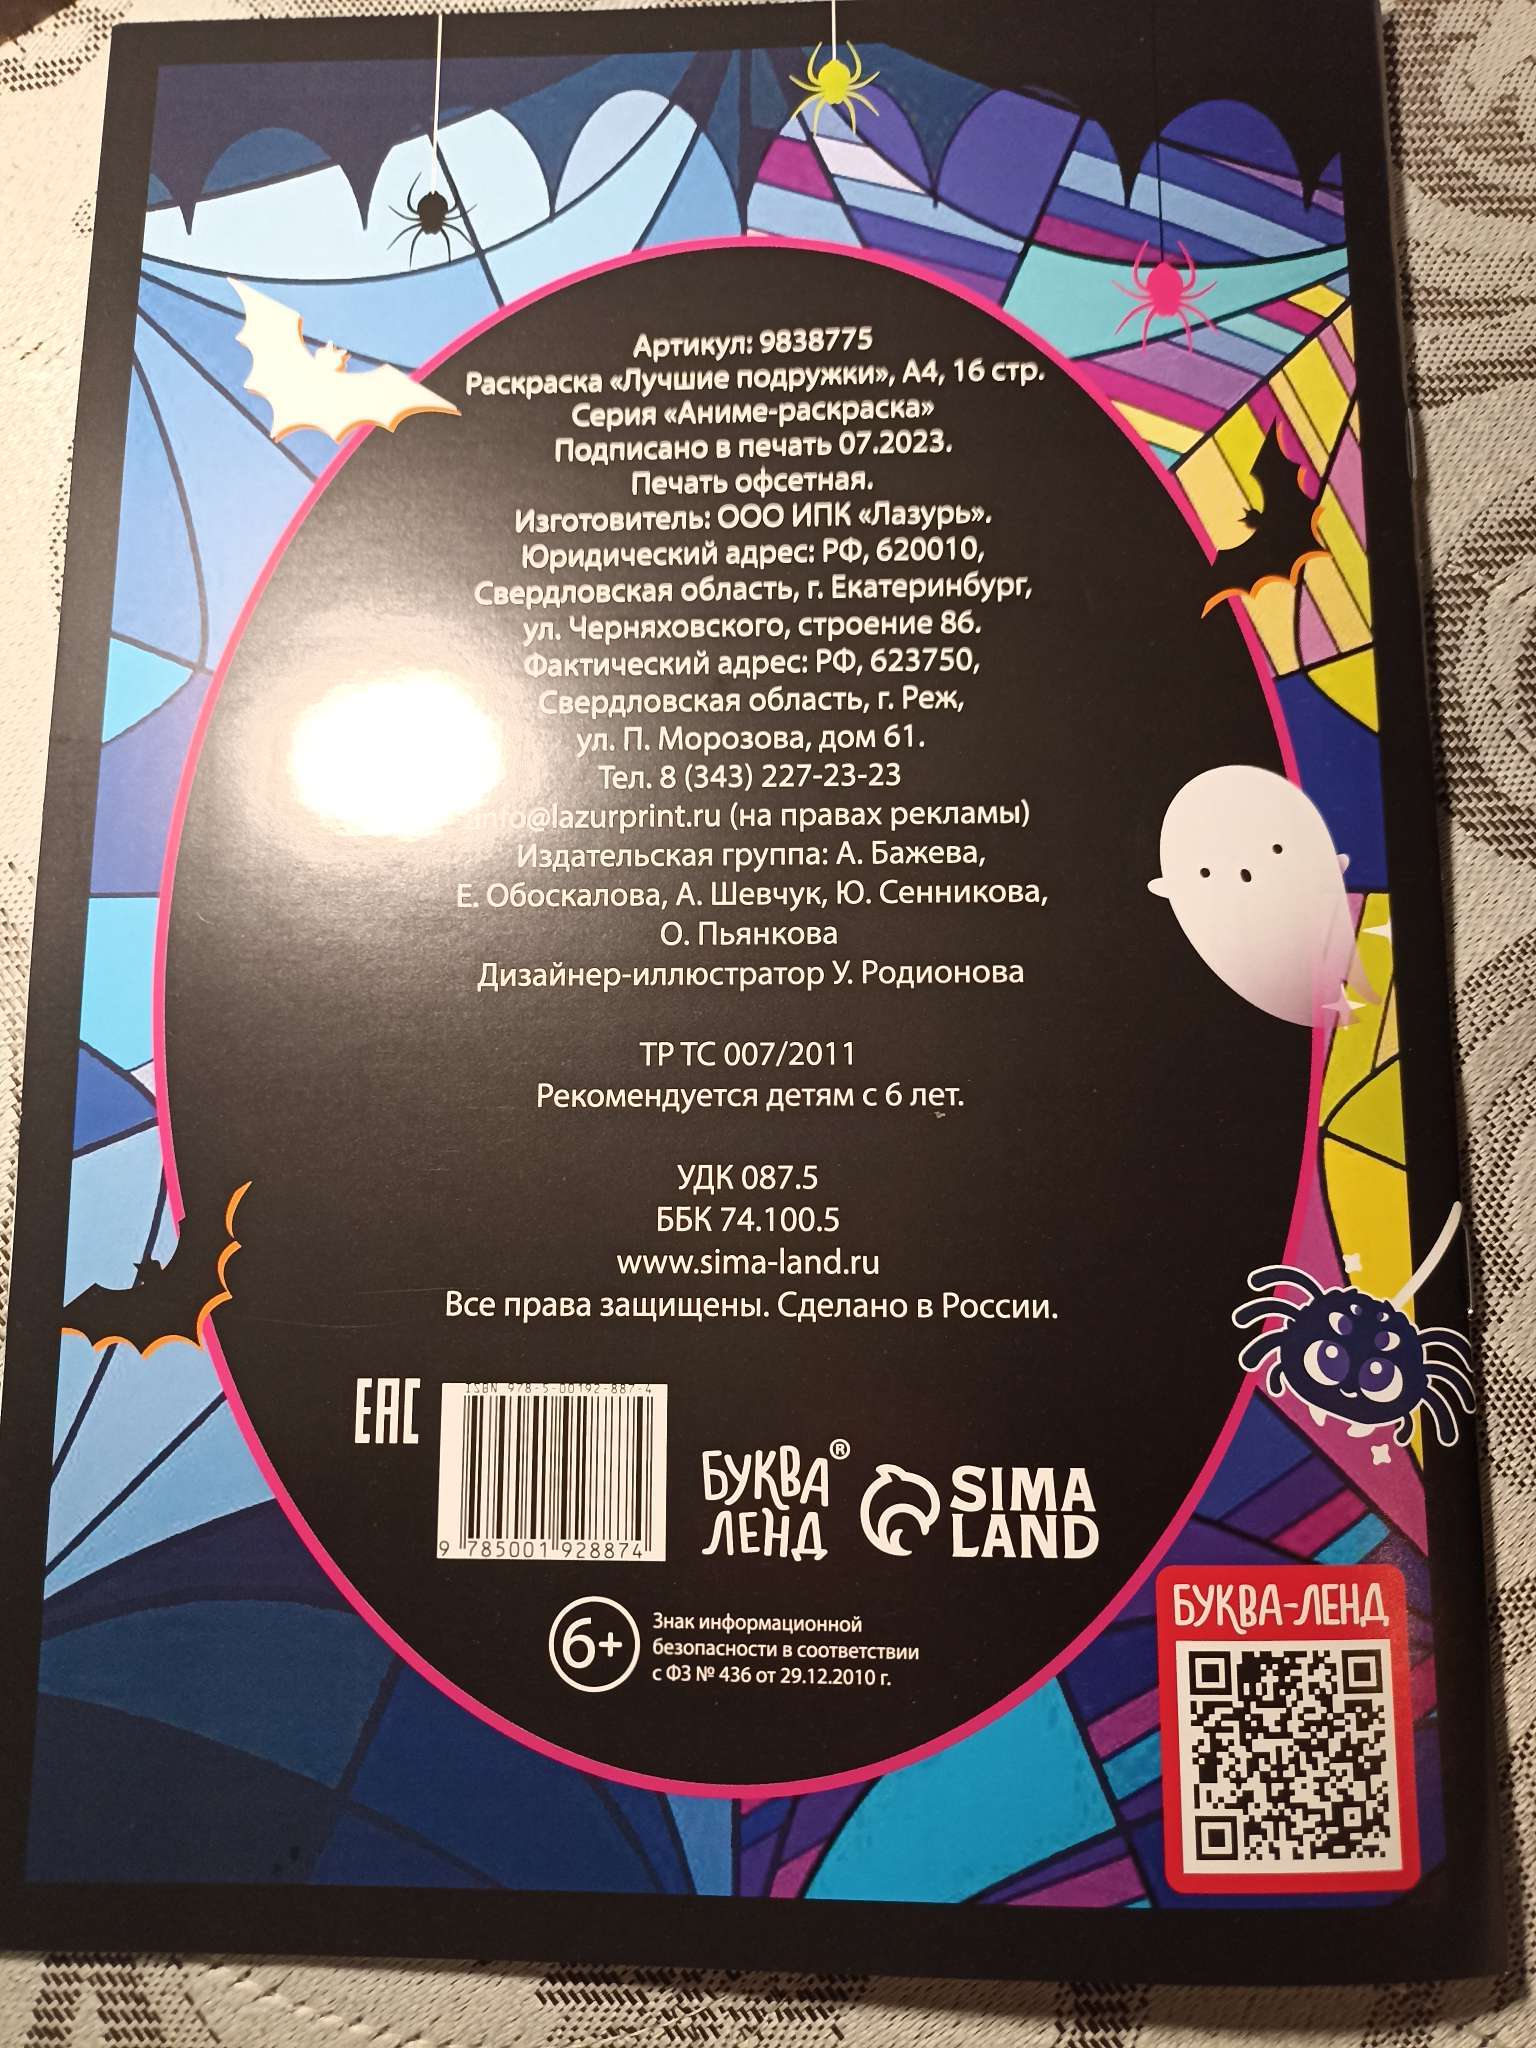 Артикул: 9838775
Раскраска «Лучшие подружки», А4, 16 стр.
Серия «Аниме-раскраска»
Подписано в печать 07.2023.
Печать офсетная.
Изготовитель: ООО ИПК «Лазурь».
Юридический адрес: РФ, 620010,
Свердловская область, г. Екатеринбург,
ул. Черняховского, строение 86.
Фактический адрес: РФ, 623750,
Свердловская область, г. Реж,
ул. П. Морозова, дом 61.
Тел. 8 (343) 227-23-23
info@lazurprint.ru (на правах рекламы)
Издательская группа: А. Бажева,
Е. Обоскалова, А. Шевчук, Ю. Сенникова,
О. Пьянкова
Дизайнер-иллюстратор У. Родионова
ТР ТС 007/2011
Рекомендуется детям с 6 лет.
УДК 087.5
ББК 74.100.5
www.sima-land.ru
Все права защищены. Сделано в России.
EAC
ISBN 978-5-00192-887-4
9 785001 928874
БУКВА ®
ЛЕНД
SIMA
LAND
6+
Знак информационной
безопасности в соответствии
с ФЗ № 436 от 29.12.2010 г.
БУКВА-ЛЕНД